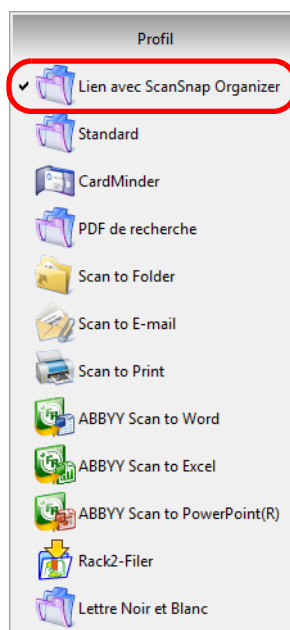 Profil
Lien avec ScanSnap Organizer
Standard
CardMinder
PDF de recherche
Scan to Folder
Scan to E-mail
Scan to Print
ABBYY Scan to Word
ABBYY Scan to Excel
ABBYY Scan to PowerPoint(R)
Rack2-Filer
Lettre Noir et Blanc